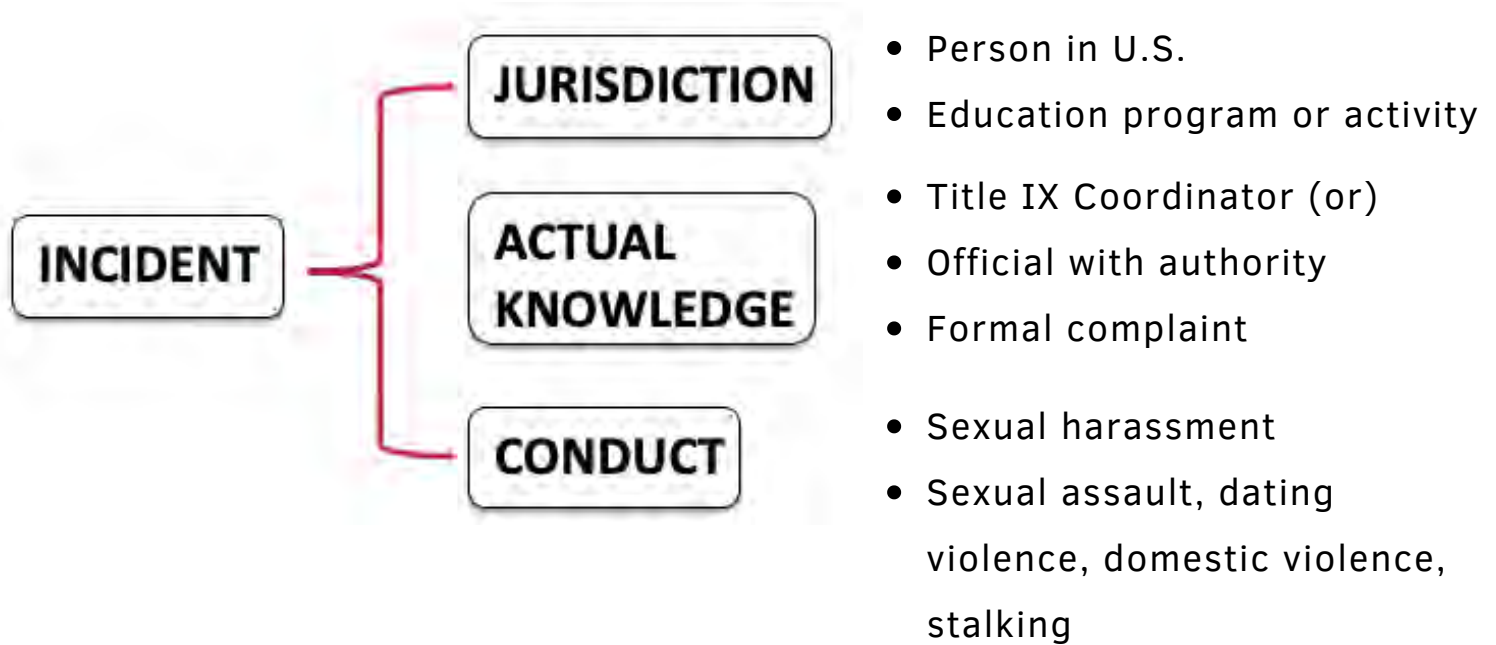 INCIDENT
JURISDICTION
• Person in U.S.
• Education program or activity
ACTUAL
KNOWLEDGE
• Title IX Coordinator (or)
• Official with authority
• Formal complaint
CONDUCT
• Sexual harassment
• Sexual assault, dating
violence, domestic violence,
stalking